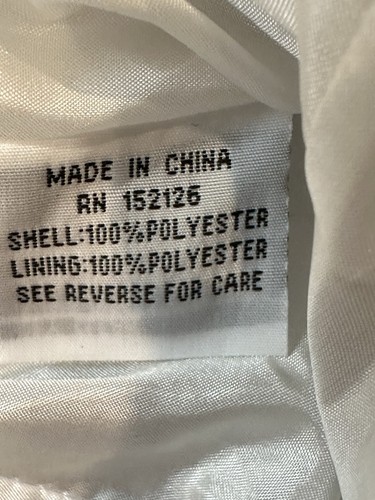 MADE IN CHINA
RN 152126
SHELL:100%POLYESTER
LINING:100%POLYESTER
SEE REVERSE FOR CARE